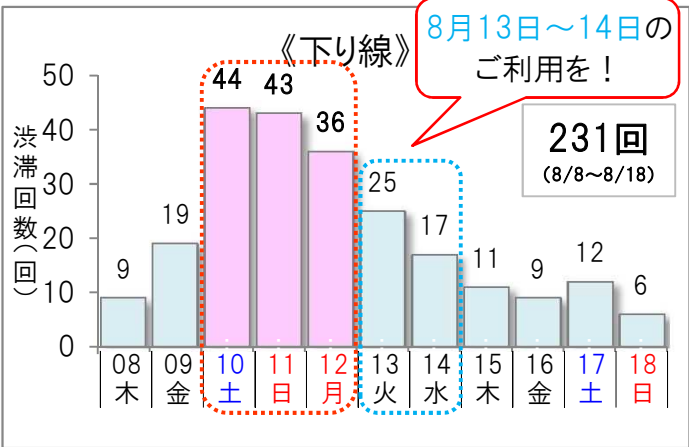 8月13日～14日の
ご利用を！
《下り線》
231回
(8/8～8/18)
渋滞回数(回)
50
40
30
20
10
0
9
19
44
43
36
25
17
11
9
12
6
08 09 10 11 12 13 14 15 16 17 18
木 金 土 日 月 火 水 木 金 土 日